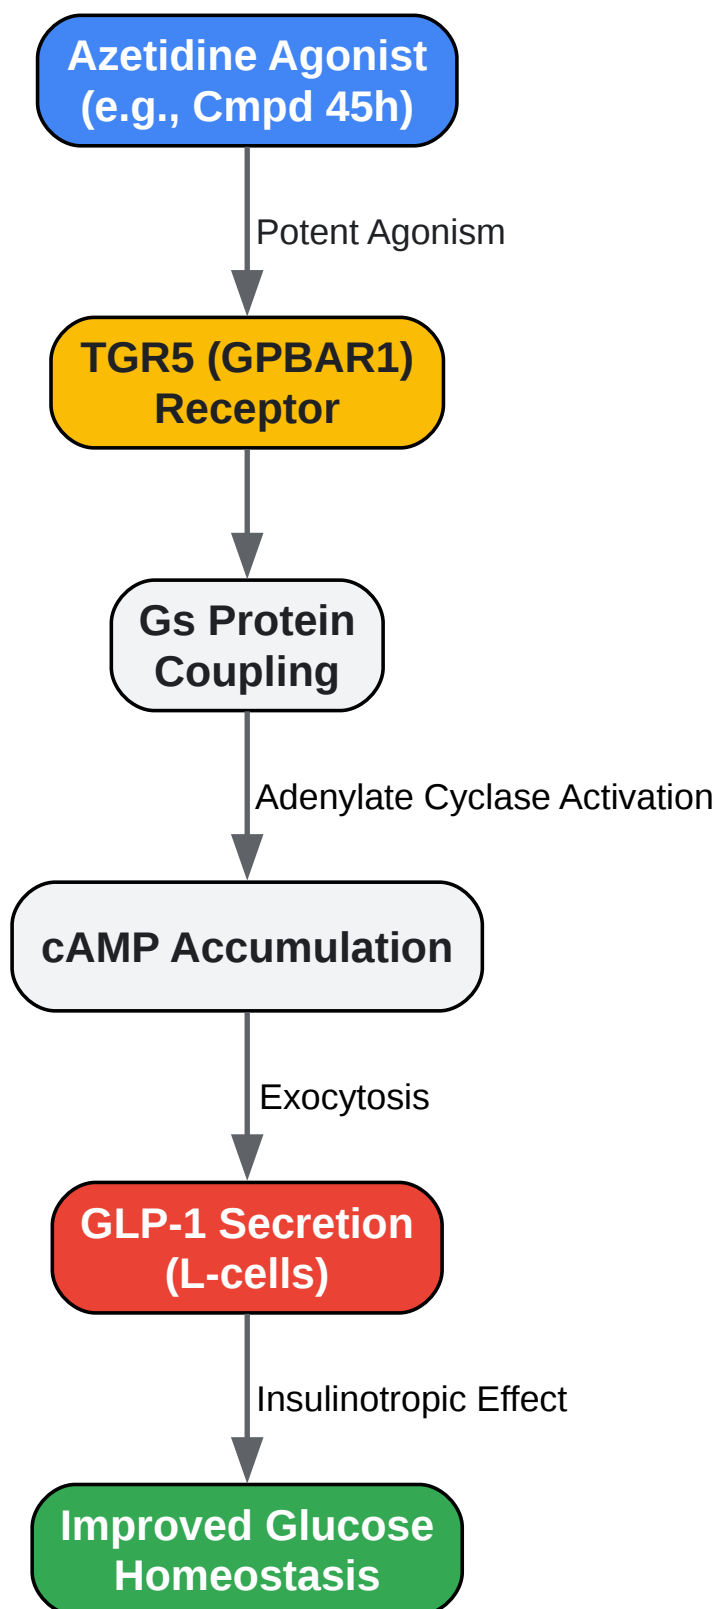 Azetidine Agonist
(e.g., Cmpd 45h)
Potent Agonism
TGR5 (GPBAR1)
Receptor
Gs Protein
Coupling
Adenylate Cyclase Activation
cAMP Accumulation
Exocytosis
GLP-1 Secretion
(L-cells)
Insulinotropic Effect
Improved Glucose
Homeostasis